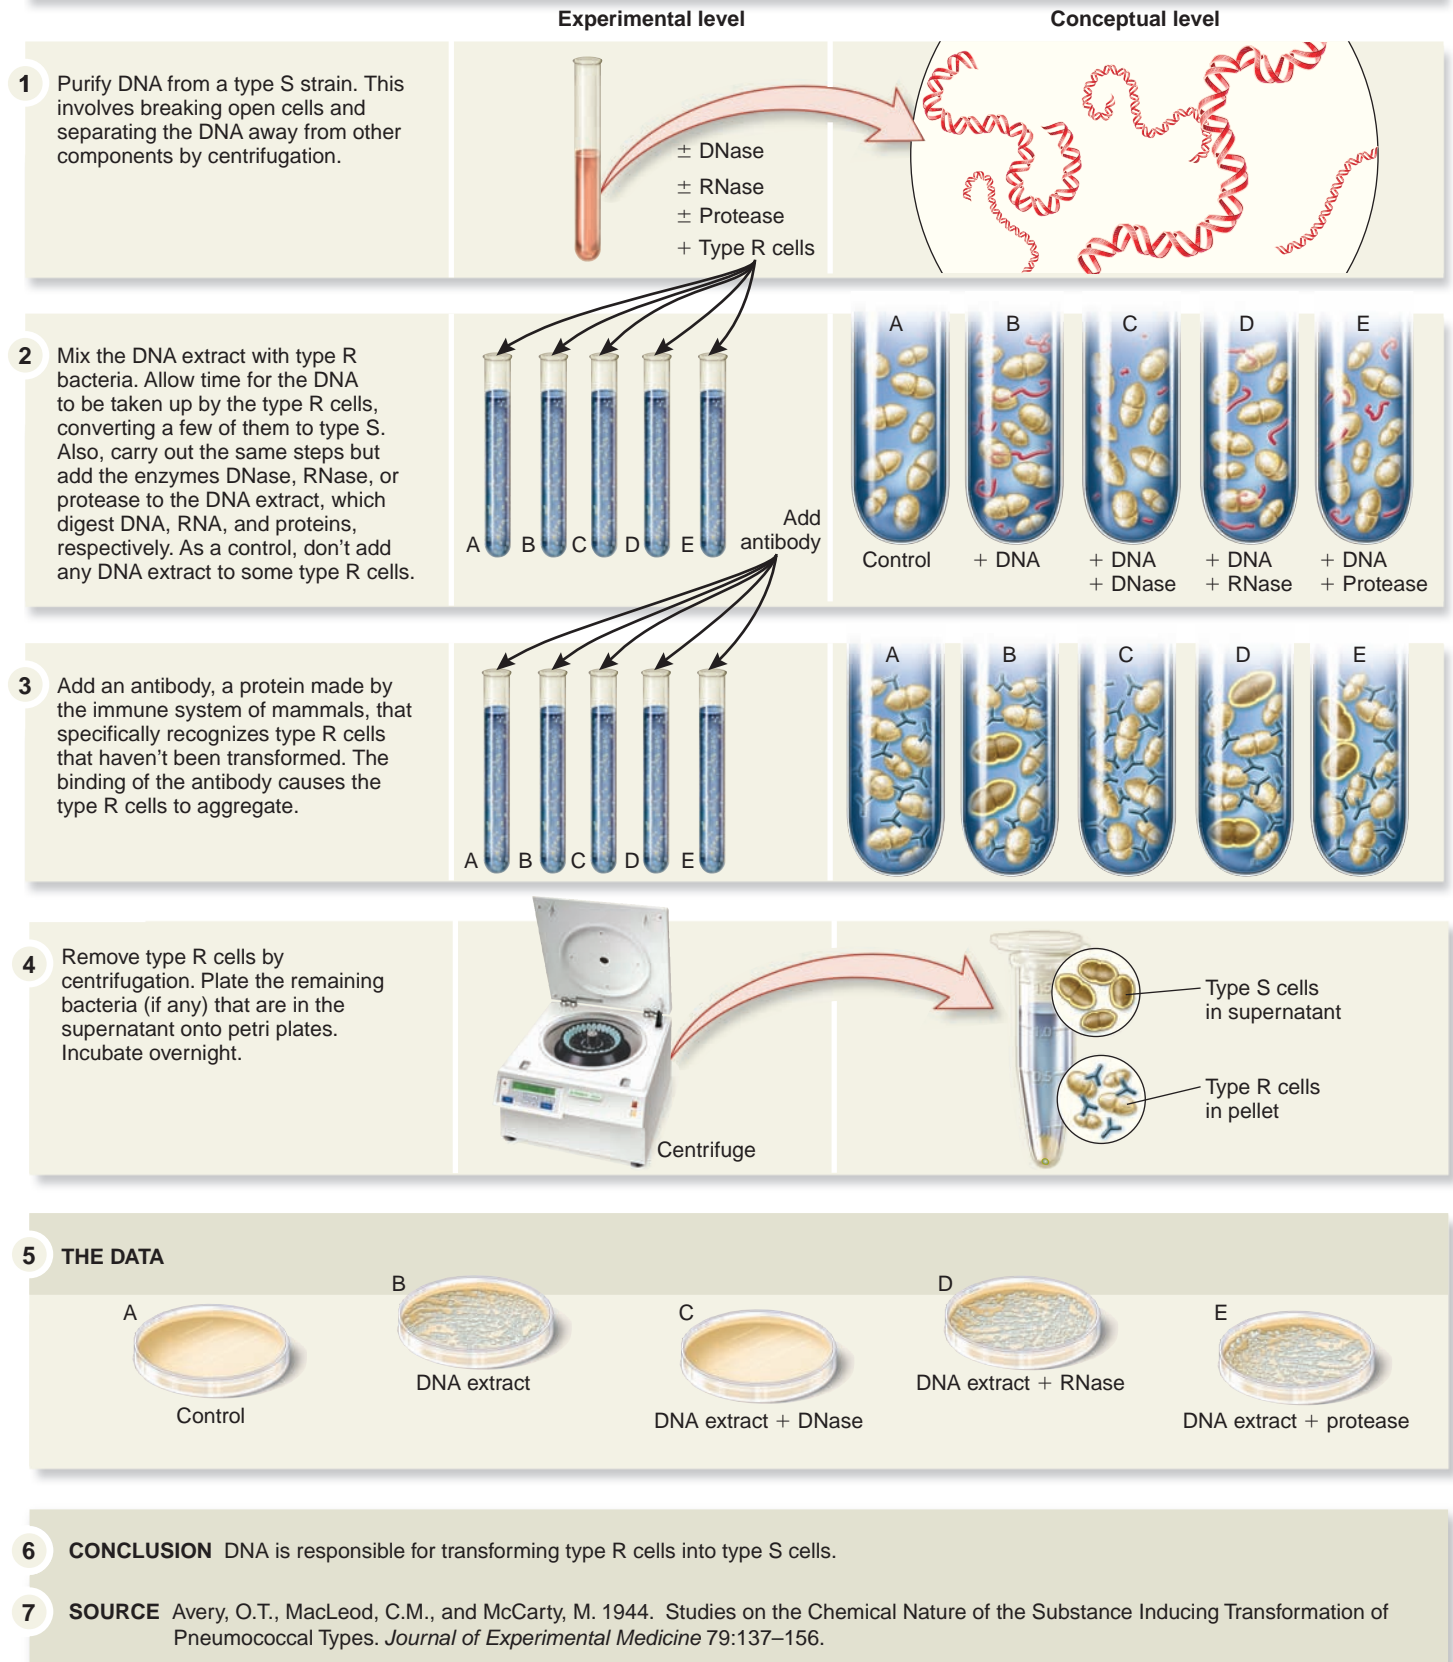 Experimental level
Conceptual level
1
Purify DNA from a type S strain. This
involves breaking open cells and
separating the DNA away from other
components by centrifugation.
± DNase
± RNase
± Protease
+ Type R cells
2
Mix the DNA extract with type R
bacteria. Allow time for the DNA
to be taken up by the type R cells,
converting a few of them to type S.
Also, carry out the same steps but
add the enzymes DNase, RNase, or
protease to the DNA extract, which
digest DNA, RNA, and proteins,
respectively. As a control, don't add
any DNA extract to some type R cells.
A B C D E
Add
antibody
A B C D E
Control
+ DNA
+ DNA
+ DNase
+ DNA
+ RNase
+ DNA
+ Protease
3
Add an antibody, a protein made by
the immune system of mammals, that
specifically recognizes type R cells
that haven't been transformed. The
binding of the antibody causes the
type R cells to aggregate.
A B C D E
A B C D E
4
Remove type R cells by
centrifugation. Plate the remaining
bacteria (if any) that are in the
supernatant onto petri plates.
Incubate overnight.
Centrifuge
1.5
1.0
0.5
Type S cells
in supernatant
Type R cells
in pellet
5
THE DATA
A
Control
B
DNA extract
C
DNA extract + DNase
D
DNA extract + RNase
E
DNA extract + protease
6
CONCLUSION DNA is responsible for transforming type R cells into type S cells.
7
SOURCE Avery, O.T., MacLeod, C.M., and McCarty, M. 1944. Studies on the Chemical Nature of the Substance Inducing Transformation of
Pneumococcal Types. Journal of Experimental Medicine 79:137–156.